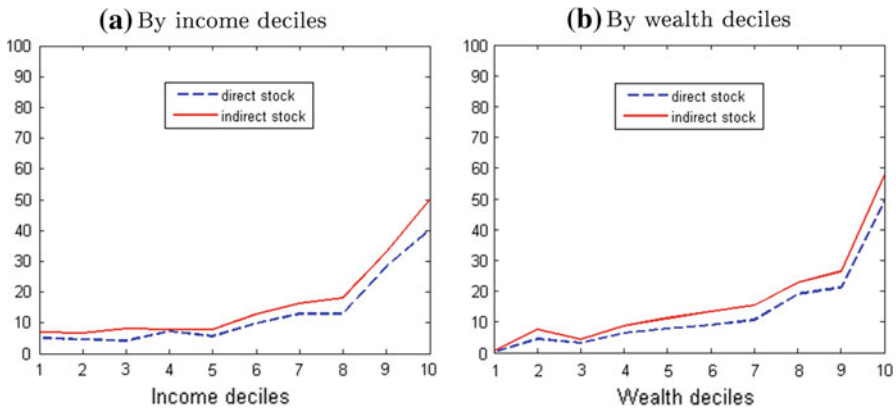 (a) By income deciles
100
90
80
70
60
50
40
30
20
10
0
direct stock
indirect stock
1 2 3 4 5 6 7 8 9 10
Income deciles
(b) By wealth deciles
100
90
80
70
60
50
40
30
20
10
0
direct stock
indirect stock
1 2 3 4 5 6 7 8 9 10
Wealth deciles